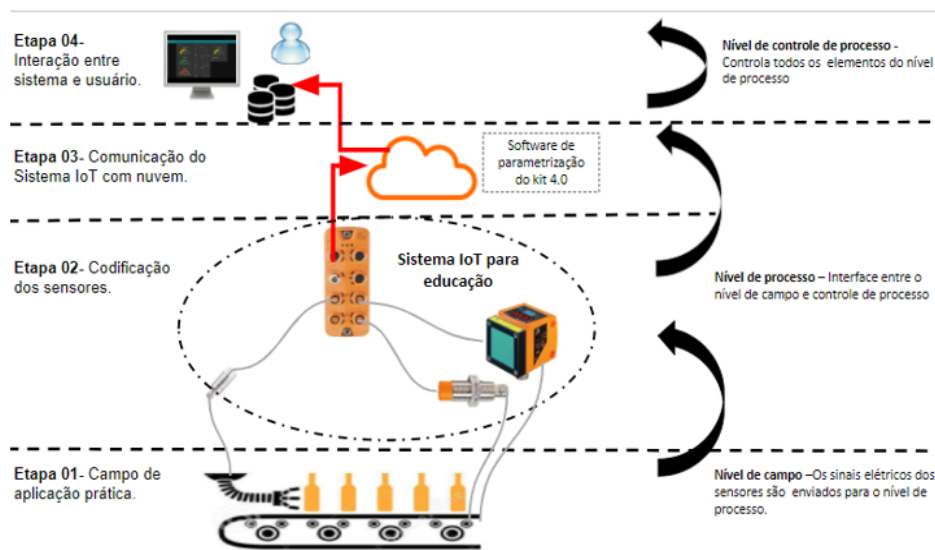 Etapa 04-
Interação entre
sistema e usuário.
Nível de controle de processo -
Controla todos os elementos do nível
de processo
Etapa 03- Comunicação do
Sistema IoT com nuvem.
Software de
parametrização
do kit 4.0
Etapa 02- Codificação
dos sensores.
Sistema IoT para
educação
Nível de processo – Interface entre o
nível de campo e controle de processo
Etapa 01- Campo de
aplicação prática.
Nível de campo –Os sinais elétricos dos
sensores são enviados para o nível de
processo.